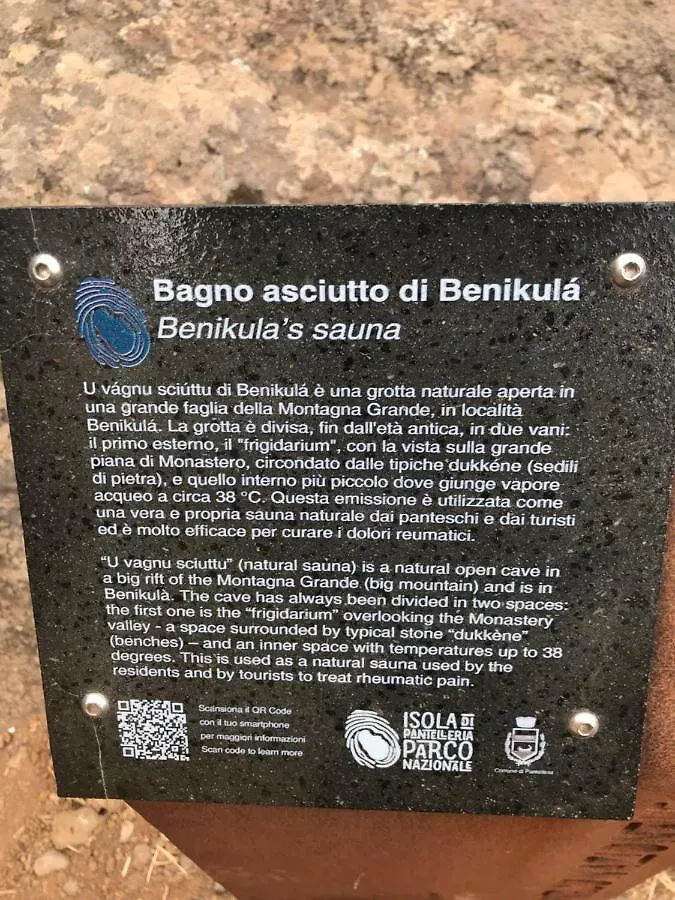 Bagno asciutto di Benikulá
Benikula's sauna
U vágnu sciúttu di Benikulá è una grotta naturale aperta in
una grande faglia della Montagna Grande, in località
Benikulá. La grotta è divisa, fin dall'età antica, in due vani:
il primo esterno, il "frigidarium", con la vista sulla grande
piana di Monastero, circondato dalle tipiche dukkéne (sedili
di pietra), e quello interno più piccolo dove giunge vapore
acqueo a circa 38 °C. Questa emissione è utilizzata come
una vera e propria sauna naturale dai panteschi e dai turisti
ed è molto efficace per curare i dolori reumatici.
“U vagnu sciuttu” (natural sauna) is a natural open cave in
a big rift of the Montagna Grande (big mountain) and is in
Benikulà. The cave has always been divided in two spaces:
the first one is the “frigidarium” overlooking the Monastery
valley - a space surrounded by typical stone “dukkène”
(benches) – and an inner space with temperatures up to 38
degrees. This is used as a natural sauna used by the
residents and by tourists to treat rheumatic pain.
Scansiona il QR Code
con il tuo smartphone
per maggiori informazioni
Scan code to learn more
ISOLA DI
PANTELLERIA
PARCO
NAZIONALE
Comune di Pantelleria